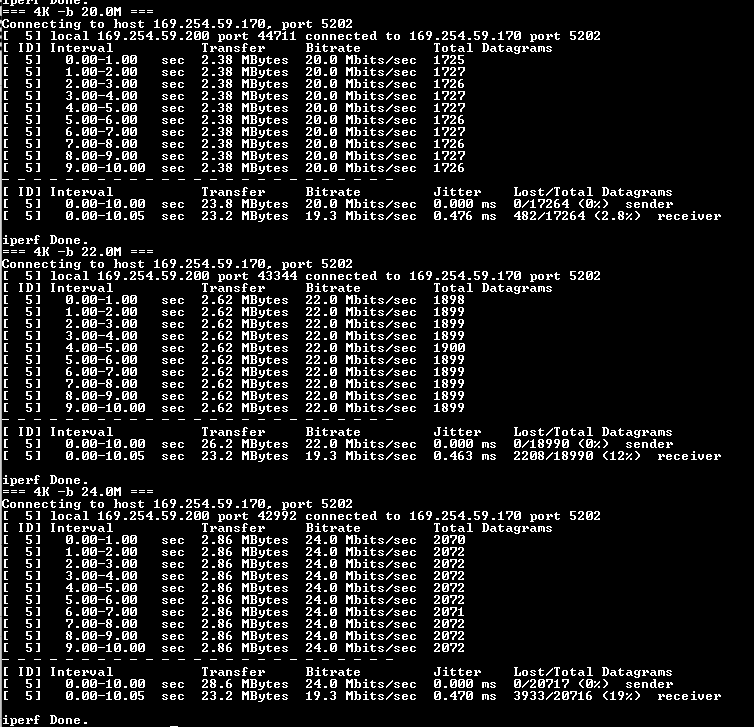 iperf Done.
=== 4K -b 20.0M ===
Connecting to host 169.254.59.170, port 5202
[  5] local 169.254.59.200 port 44711 connected to 169.254.59.170 port 5202
[ ID] Interval           Transfer     Bitrate         Total Datagrams
[  5]   0.00-1.00   sec  2.38 MBytes  20.0 Mbits/sec  1725
[  5]   1.00-2.00   sec  2.38 MBytes  20.0 Mbits/sec  1727
[  5]   2.00-3.00   sec  2.38 MBytes  20.0 Mbits/sec  1726
[  5]   3.00-4.00   sec  2.38 MBytes  20.0 Mbits/sec  1727
[  5]   4.00-5.00   sec  2.38 MBytes  20.0 Mbits/sec  1727
[  5]   5.00-6.00   sec  2.38 MBytes  20.0 Mbits/sec  1726
[  5]   6.00-7.00   sec  2.38 MBytes  20.0 Mbits/sec  1727
[  5]   7.00-8.00   sec  2.38 MBytes  20.0 Mbits/sec  1726
[  5]   8.00-9.00   sec  2.38 MBytes  20.0 Mbits/sec  1727
[  5]   9.00-10.00  sec  2.38 MBytes  20.0 Mbits/sec  1726
- - - - - - - - - - - - - - - - - - - - - - - - -
[ ID] Interval           Transfer     Bitrate         Jitter    Lost/Total Datagrams
[  5]   0.00-10.00  sec  23.8 MBytes  20.0 Mbits/sec  0.000 ms  0/17264 (0%)  sender
[  5]   0.00-10.05  sec  23.2 MBytes  19.3 Mbits/sec  0.476 ms  482/17264 (2.8%)  receiver
iperf Done.
=== 4K -b 22.0M ===
Connecting to host 169.254.59.170, port 5202
[  5] local 169.254.59.200 port 43344 connected to 169.254.59.170 port 5202
[ ID] Interval           Transfer     Bitrate         Total Datagrams
[  5]   0.00-1.00   sec  2.62 MBytes  22.0 Mbits/sec  1898
[  5]   1.00-2.00   sec  2.62 MBytes  22.0 Mbits/sec  1899
[  5]   2.00-3.00   sec  2.62 MBytes  22.0 Mbits/sec  1899
[  5]   3.00-4.00   sec  2.62 MBytes  22.0 Mbits/sec  1899
[  5]   4.00-5.00   sec  2.62 MBytes  22.0 Mbits/sec  1900
[  5]   5.00-6.00   sec  2.62 MBytes  22.0 Mbits/sec  1899
[  5]   6.00-7.00   sec  2.62 MBytes  22.0 Mbits/sec  1899
[  5]   7.00-8.00   sec  2.62 MBytes  22.0 Mbits/sec  1899
[  5]   8.00-9.00   sec  2.62 MBytes  22.0 Mbits/sec  1899
[  5]   9.00-10.00  sec  2.62 MBytes  22.0 Mbits/sec  1899
- - - - - - - - - - - - - - - - - - - - - - - - -
[ ID] Interval           Transfer     Bitrate         Jitter    Lost/Total Datagrams
[  5]   0.00-10.00  sec  26.2 MBytes  22.0 Mbits/sec  0.000 ms  0/18990 (0%)  sender
[  5]   0.00-10.05  sec  23.2 MBytes  19.3 Mbits/sec  0.463 ms  2208/18990 (12%)  receiver
iperf Done.
=== 4K -b 24.0M ===
Connecting to host 169.254.59.170, port 5202
[  5] local 169.254.59.200 port 42992 connected to 169.254.59.170 port 5202
[ ID] Interval           Transfer     Bitrate         Total Datagrams
[  5]   0.00-1.00   sec  2.86 MBytes  24.0 Mbits/sec  2070
[  5]   1.00-2.00   sec  2.86 MBytes  24.0 Mbits/sec  2072
[  5]   2.00-3.00   sec  2.86 MBytes  24.0 Mbits/sec  2072
[  5]   3.00-4.00   sec  2.86 MBytes  24.0 Mbits/sec  2072
[  5]   4.00-5.00   sec  2.86 MBytes  24.0 Mbits/sec  2072
[  5]   5.00-6.00   sec  2.86 MBytes  24.0 Mbits/sec  2072
[  5]   6.00-7.00   sec  2.86 MBytes  24.0 Mbits/sec  2071
[  5]   7.00-8.00   sec  2.86 MBytes  24.0 Mbits/sec  2072
[  5]   8.00-9.00   sec  2.86 MBytes  24.0 Mbits/sec  2072
[  5]   9.00-10.00  sec  2.86 MBytes  24.0 Mbits/sec  2072
- - - - - - - - - - - - - - - - - - - - - - - - -
[ ID] Interval           Transfer     Bitrate         Jitter    Lost/Total Datagrams
[  5]   0.00-10.00  sec  28.6 MBytes  24.0 Mbits/sec  0.000 ms  0/20717 (0%)  sender
[  5]   0.00-10.05  sec  23.2 MBytes  19.3 Mbits/sec  0.470 ms  3933/20716 (19%)  receiver
iperf Done.